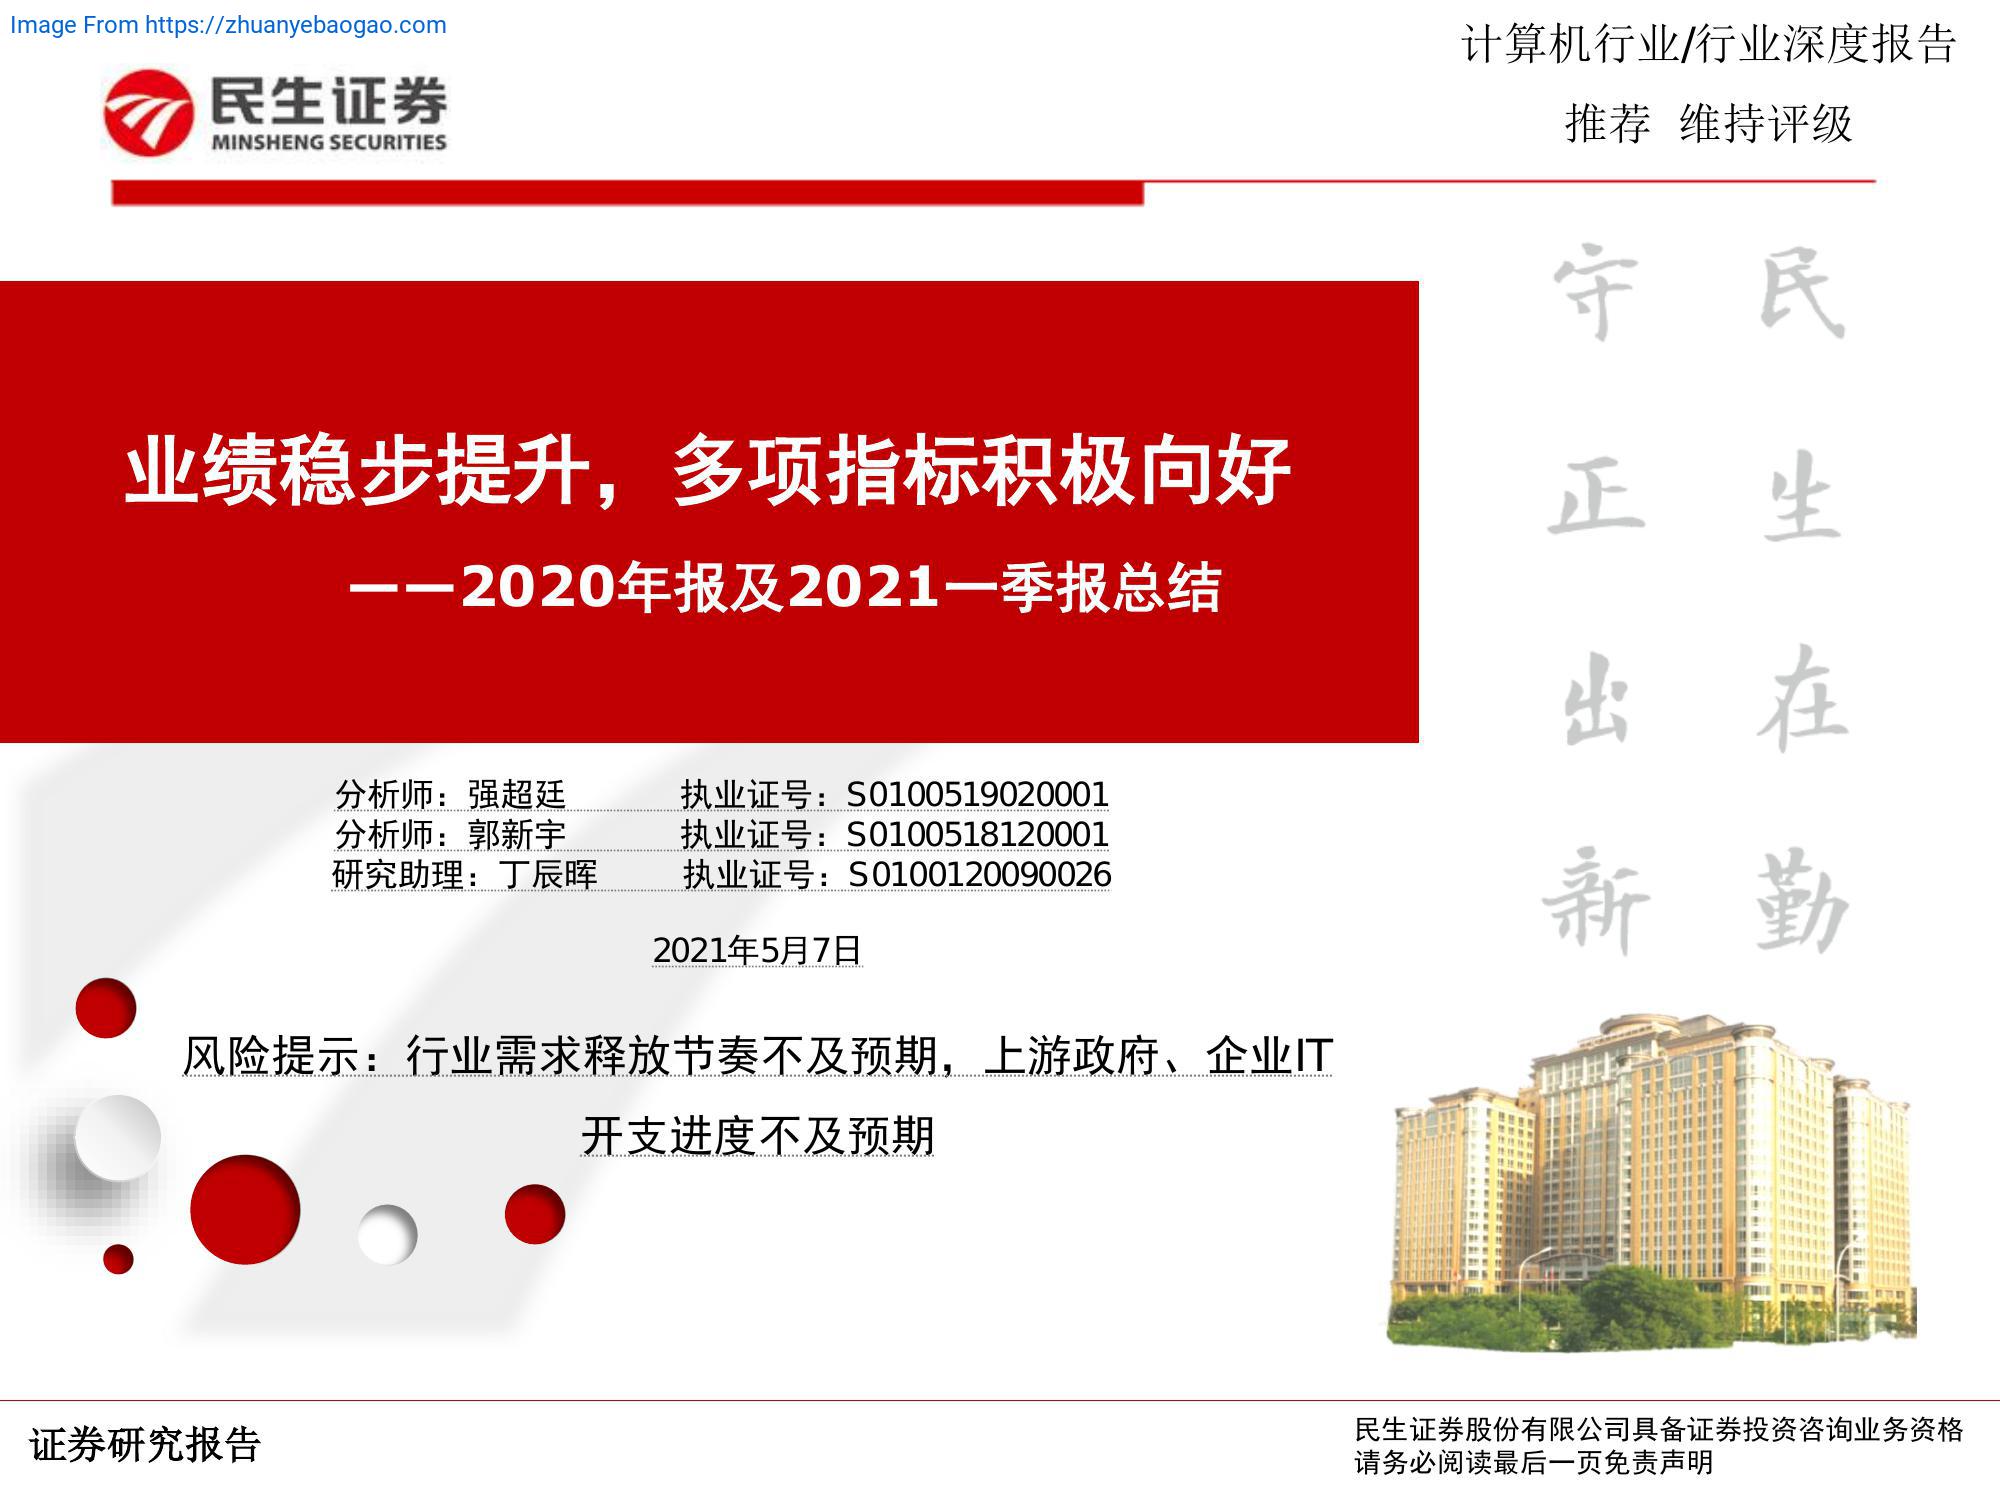 Image From https://zhuanyebaogao.com
计算机行业/行业深度报告
民生证券
MINSHENG SECURITIES
推荐 维持评级
业绩稳步提升，多项指标积极向好
——2020年报及2021一季报总结
民生在勤
守正出新
分析师：强超廷 执业证号：S0100519020001
分析师：郭新宇 执业证号：S0100518120001
研究助理：丁辰晖 执业证号：S0100120090026
2021年5月7日
风险提示：行业需求释放节奏不及预期，上游政府、企业IT
开支进度不及预期
证券研究报告
民生证券股份有限公司具备证券投资咨询业务资格
请务必阅读最后一页免责声明